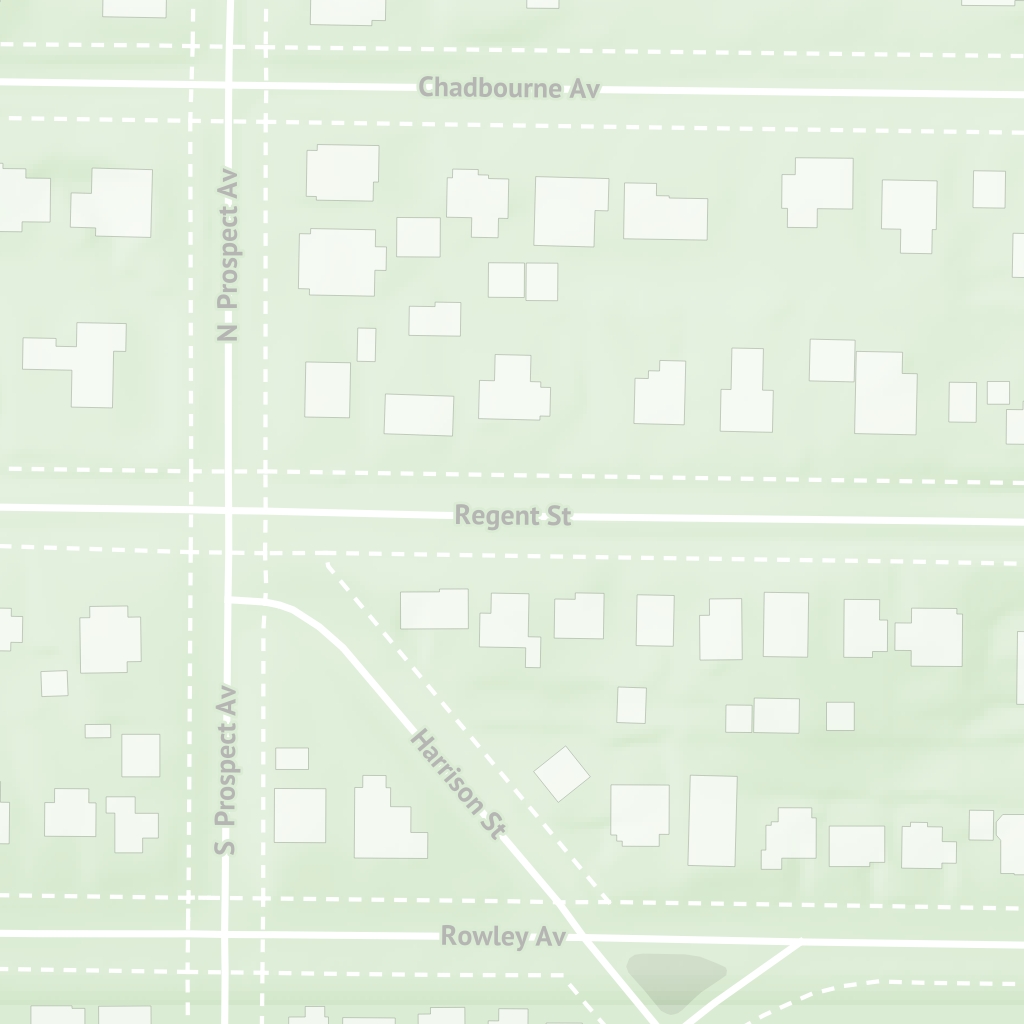 Chadbourne Av
N Prospect Av
Regent St
S Prospect Av
Harrison St
Rowley Av